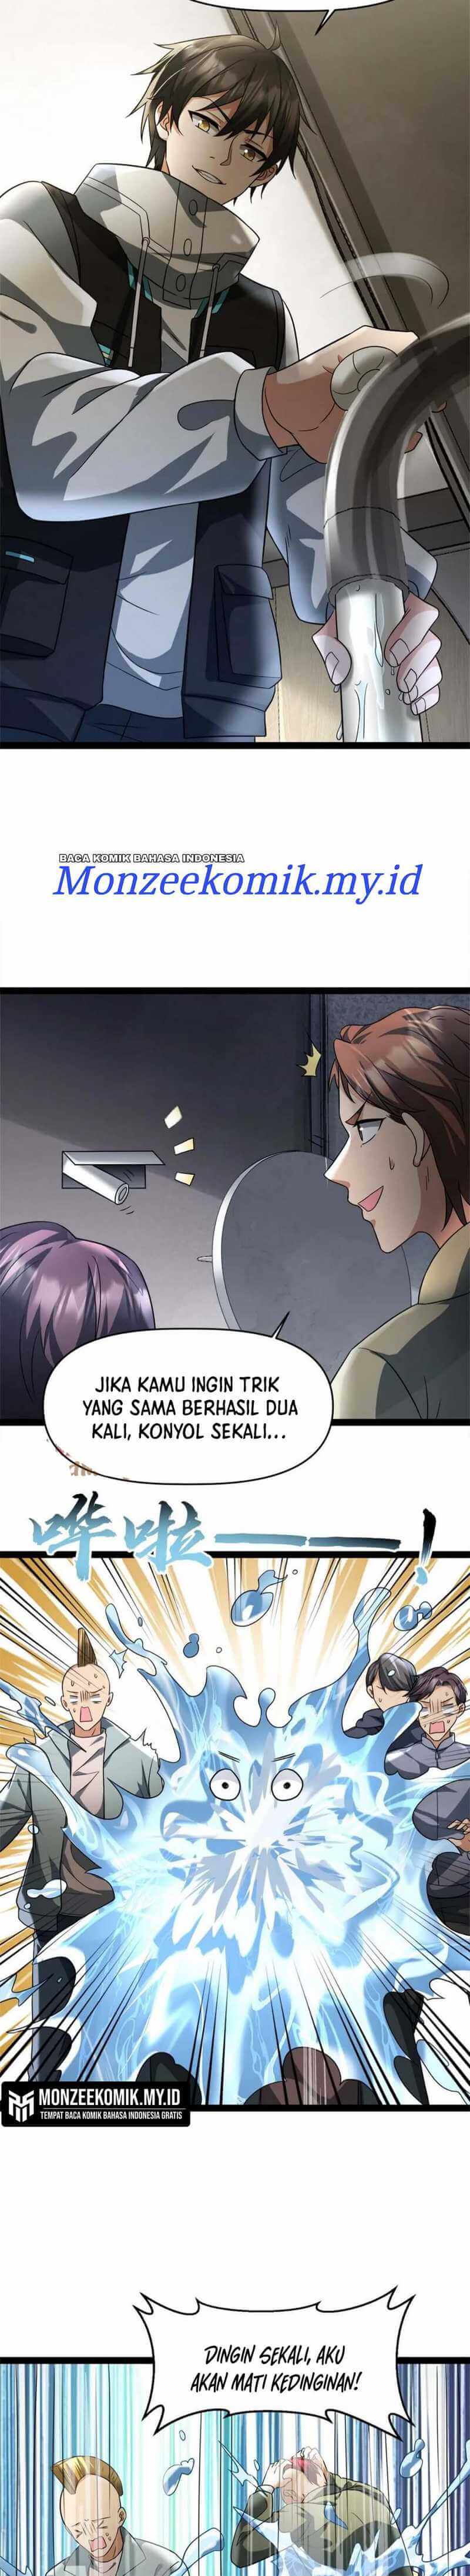 BACA KOMIK BAHASA INDONESIA
Monzeekomik.my.id
JIKA KAMU INGIN TRIK
YANG SAMA BERHASIL DUA
KALI, KONYOL SEKALI...
哗啦——！
MONZEEKOMIK.MY.ID
TEMPAT BACA KOMIK BAHASA INDONESIA GRATIS
DINGIN SEKALI, AKU
AKAN MATI KEDINGINAN!